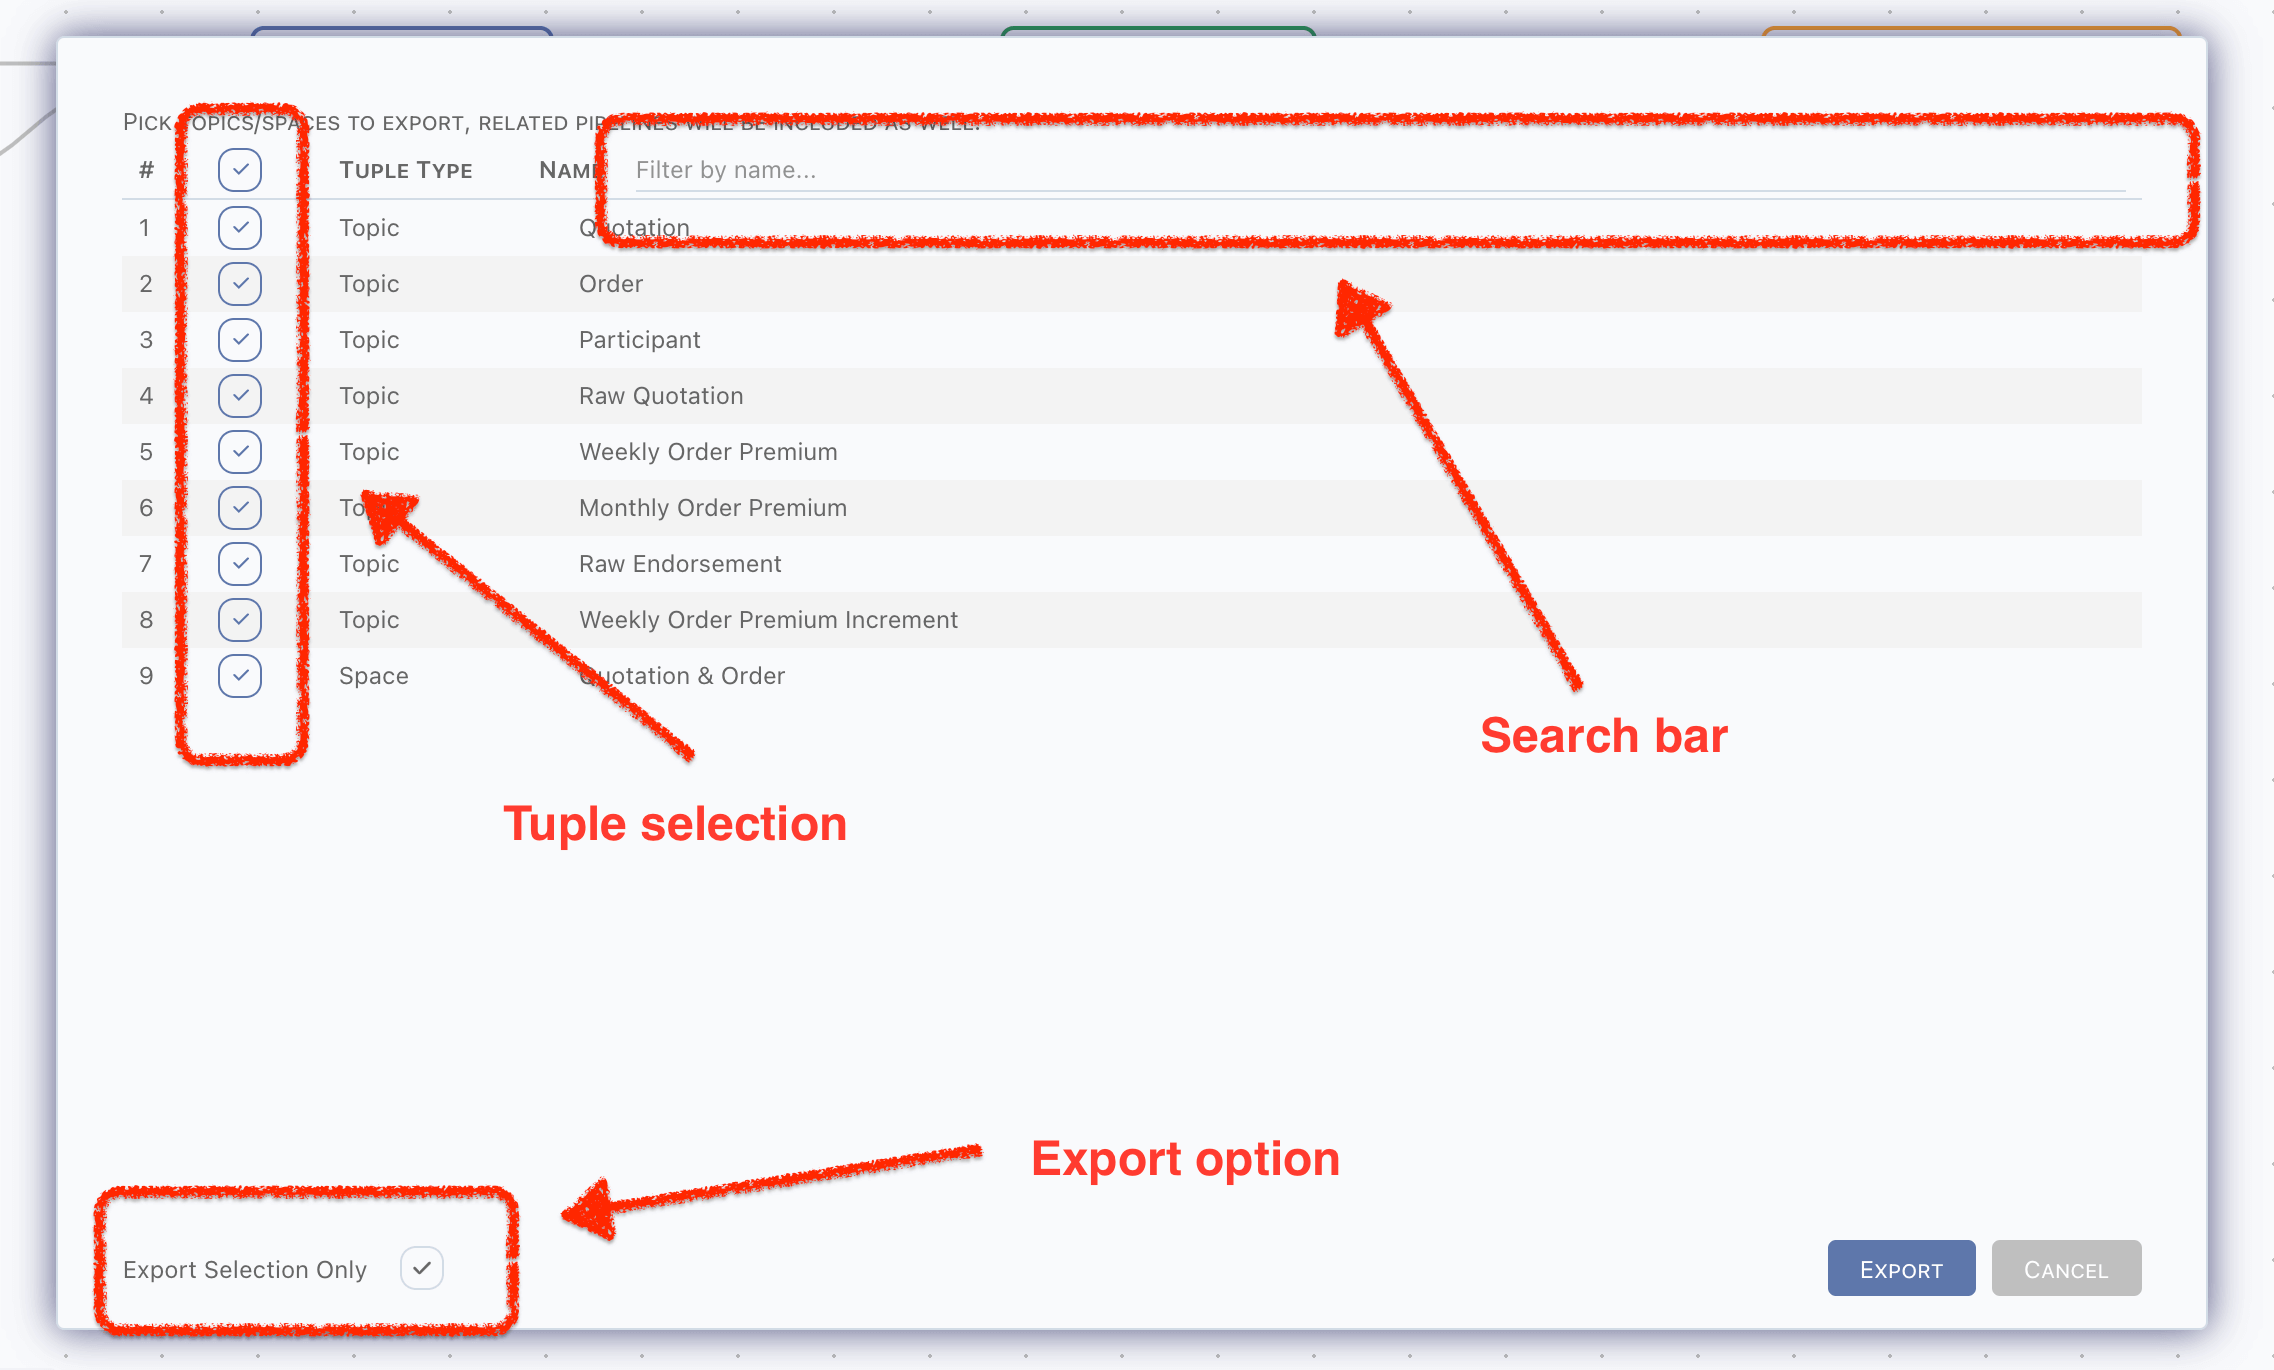 PICK TOPICS/SPACES TO EXPORT, RELATED PIPELINES WILL BE INCLUDED AS WELL.
# TUPLE TYPE NAME Filter by name...
1 Topic Quotation
2 Topic Order
3 Topic Participant
4 Topic Raw Quotation
5 Topic Weekly Order Premium
6 Topic Monthly Order Premium
7 Topic Raw Endorsement
8 Topic Weekly Order Premium Increment
9 Space Quotation & Order
Search bar
Tuple selection
Export option
Export Selection Only
EXPORT CANCEL